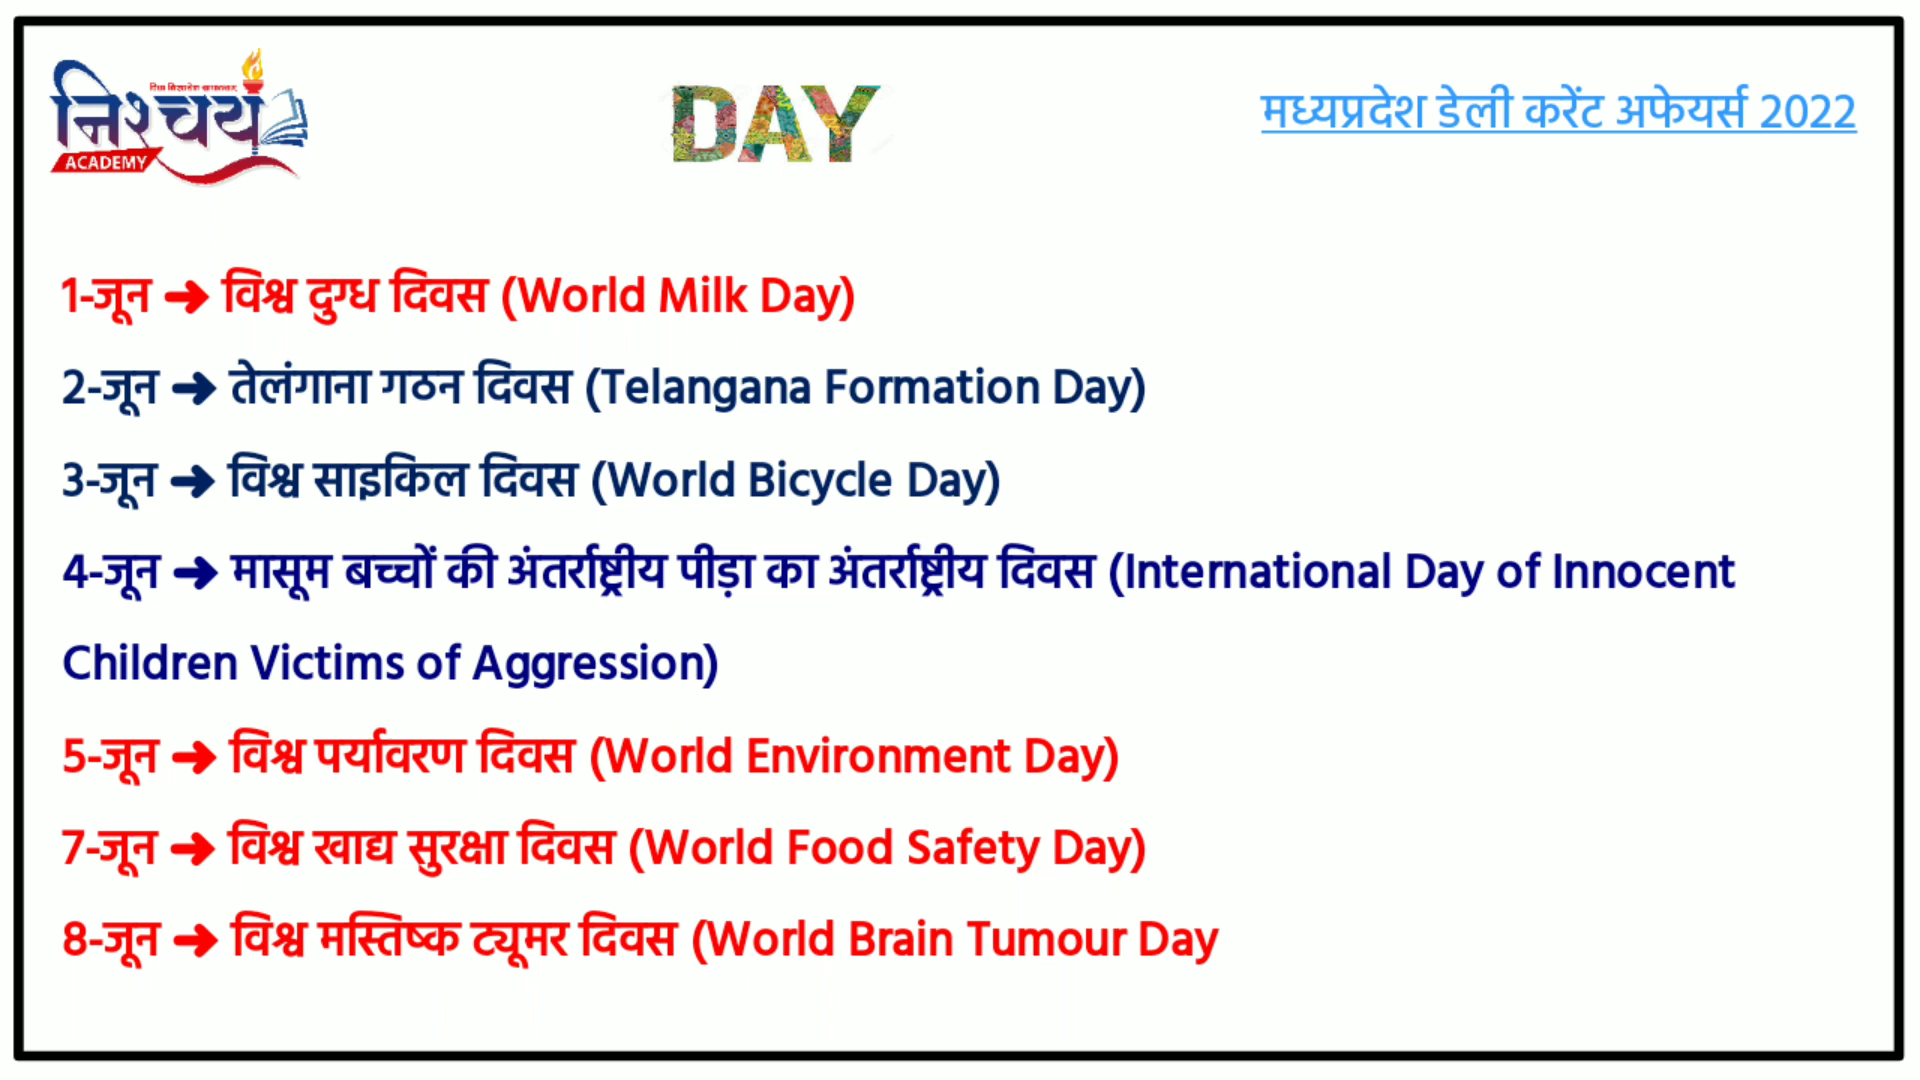 निश्चय
ACADEMY
DAY
मध्यप्रदेश डेली करेंट अफेयर्स 2022
1-जून ➜ विश्व दुग्ध दिवस (World Milk Day)
2-जून ➜ तेलंगाना गठन दिवस (Telangana Formation Day)
3-जून ➜ विश्व साइकिल दिवस (World Bicycle Day)
4-जून ➜ मासूम बच्चों की अंतर्राष्ट्रीय पीड़ा का अंतर्राष्ट्रीय दिवस (International Day of Innocent
Children Victims of Aggression)
5-जून ➜ विश्व पर्यावरण दिवस (World Environment Day)
7-जून ➜ विश्व खाद्य सुरक्षा दिवस (World Food Safety Day)
8-जून ➜ विश्व मस्तिष्क ट्यूमर दिवस (World Brain Tumour Day